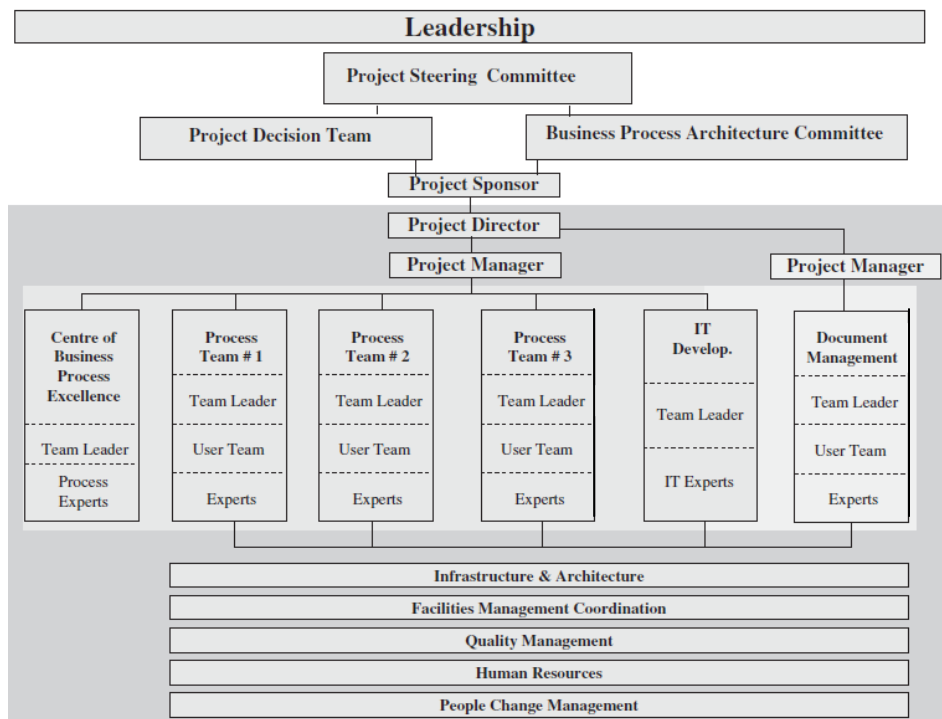 Leadership
Project Steering Committee
Project Decision Team
Business Process Architecture Committee
Project Sponsor
Project Director
Project Manager
Project Manager
Centre of
Business
Process
Excellence
Team Leader
Process
Experts
Process
Team # 1
Team Leader
User Team
Experts
Process
Team # 2
Team Leader
User Team
Experts
Process
Team # 3
Team Leader
User Team
Experts
IT
Develop.
Team Leader
IT Experts
Document
Management
Team Leader
User Team
Experts
Infrastructure & Architecture
Facilities Management Coordination
Quality Management
Human Resources
People Change Management